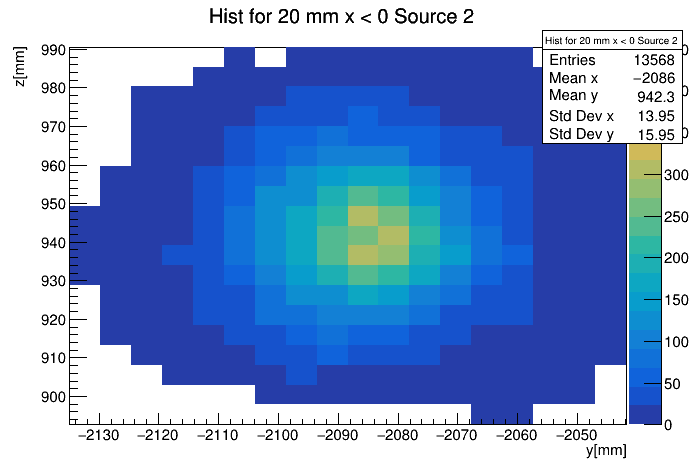 Hist for 20 mm x < 0 Source 2
Hist for 20 mm x < 0 Source 2
Entries 13568
Mean x −2086
Mean y 942.3
Std Dev x 13.95
Std Dev y 15.95
z[mm]
990
980
970
960
950
940
930
920
910
900
−2130 −2120 −2110 −2100 −2090 −2080 −2070 −2060 −2050
y[mm]
300
250
200
150
100
50
0